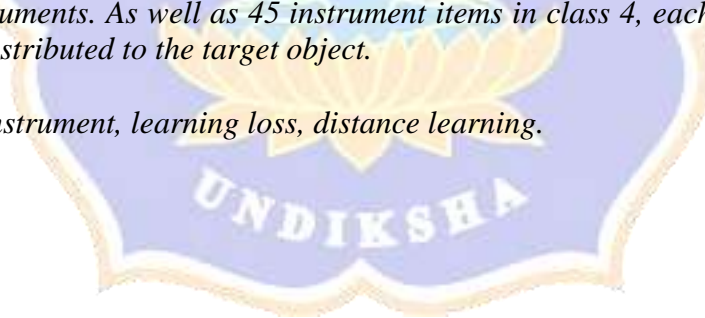 uments. As well as 45 instrument items in class 4, each
stributed to the target object.
nstrument, learning loss, distance learning.
UNDIKSHA